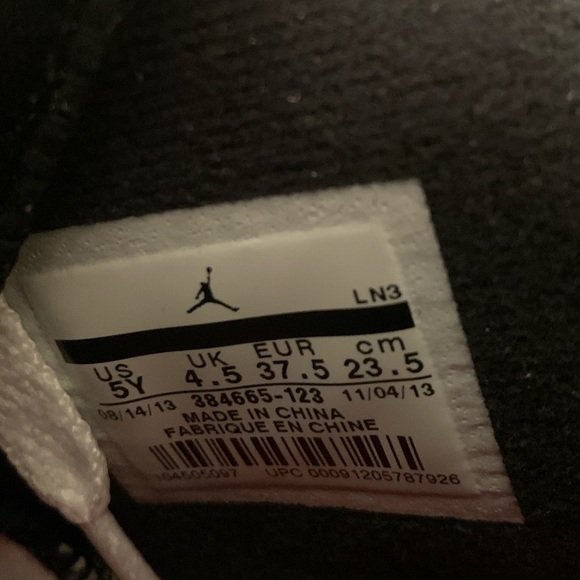 LN3
US UK EUR cm
5Y 4.5 37.5 23.5
08/14/13 384665-123 11/04/13
MADE IN CHINA
FABRIQUE EN CHINE
UPC 00091205787926